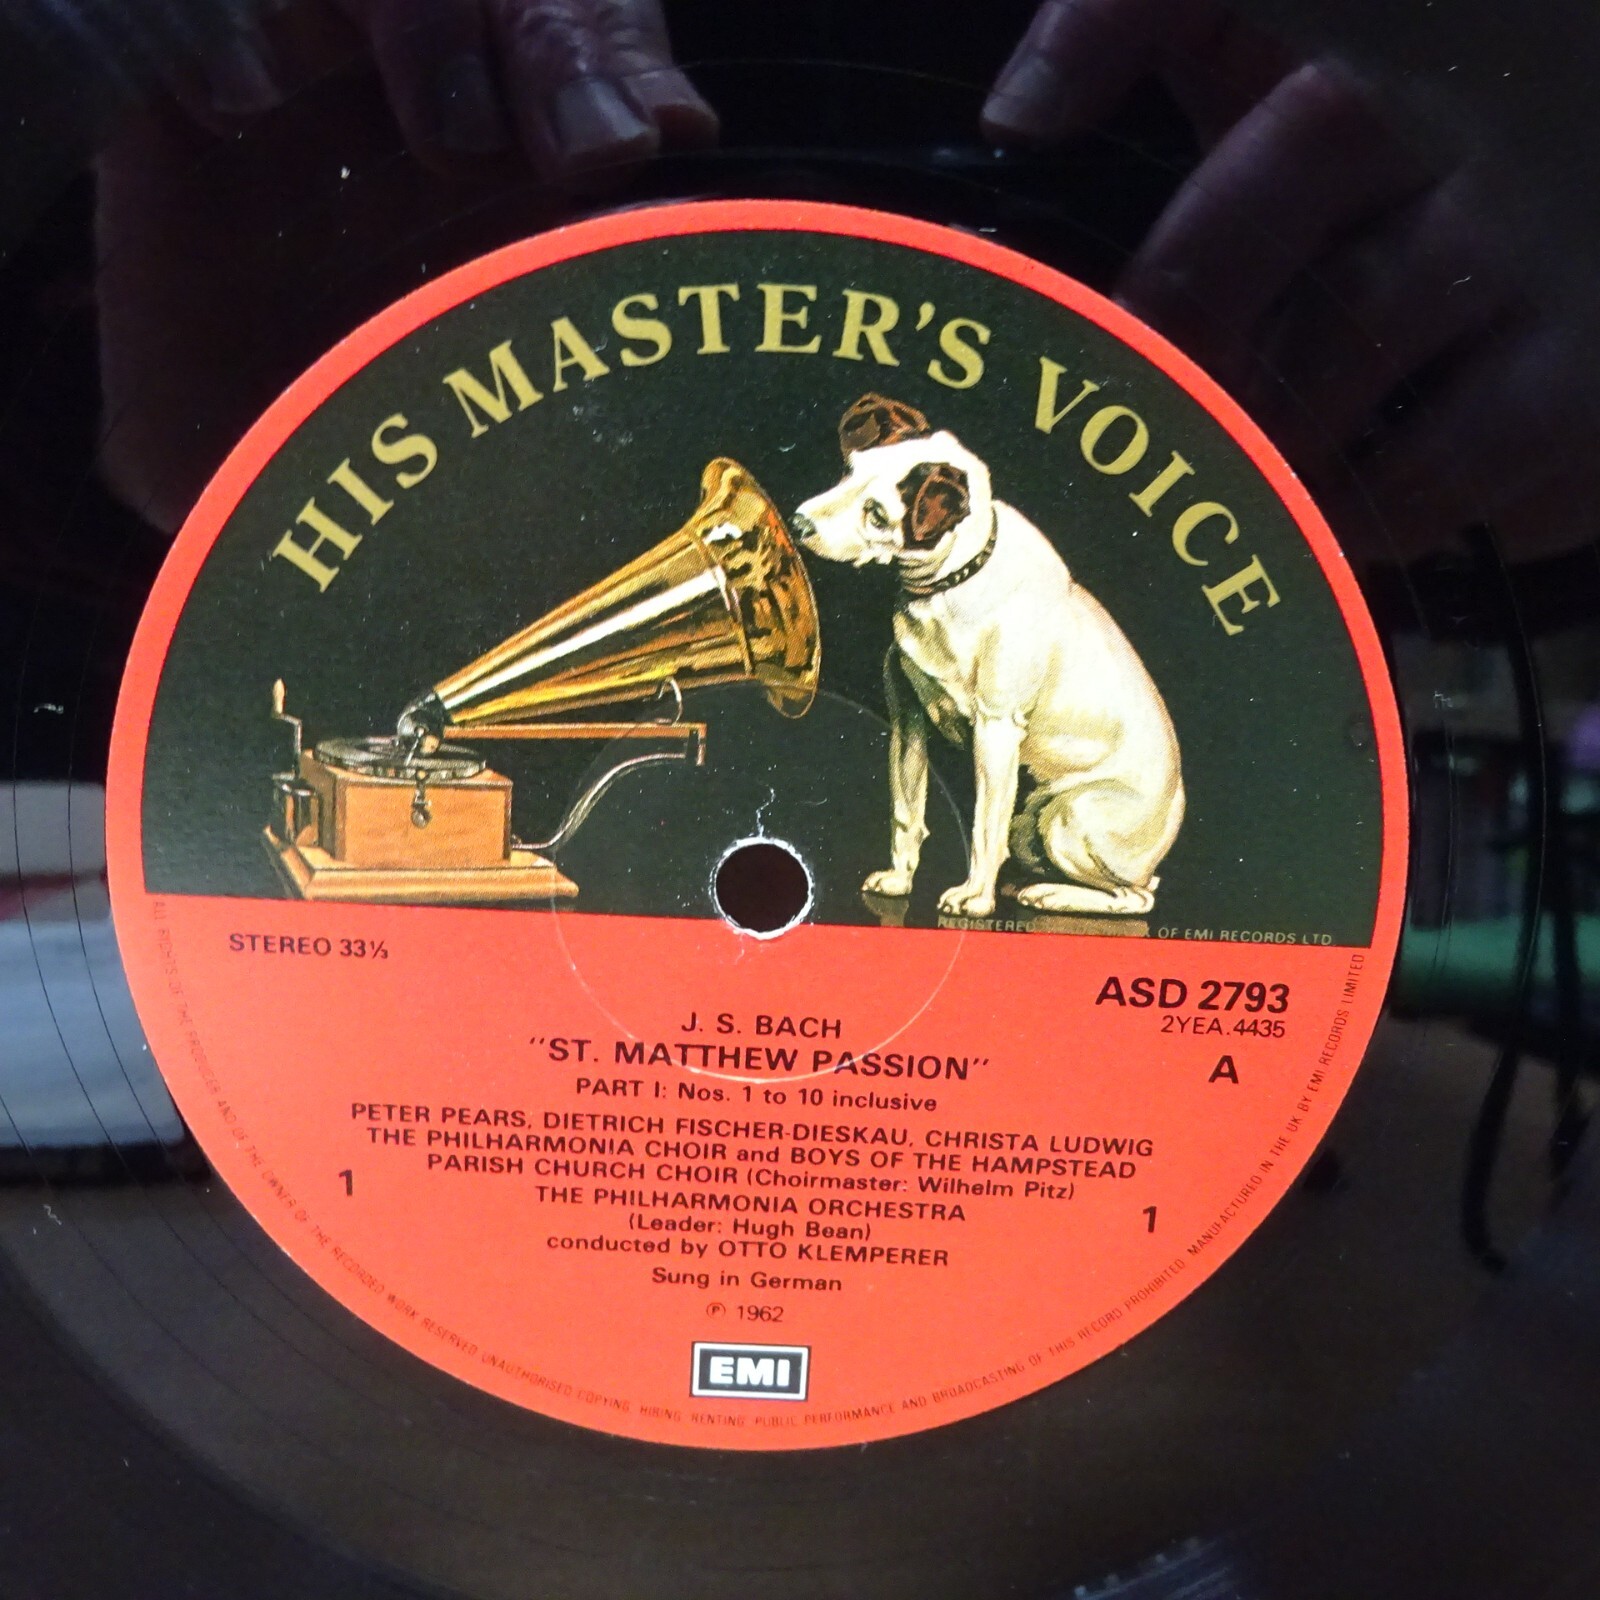 HIS MASTER'S VOICE
REGISTERED OF EMI RECORDS LTD.
STEREO 33⅓
ASD 2793
2YEA.4435
A
J. S. BACH
"ST. MATTHEW PASSION"
PART I: Nos. 1 to 10 inclusive
PETER PEARS, DIETRICH FISCHER-DIESKAU, CHRISTA LUDWIG
THE PHILHARMONIA CHOIR and BOYS OF THE HAMPSTEAD
PARISH CHURCH CHOIR (Choirmaster: Wilhelm Pitz)
1
THE PHILHARMONIA ORCHESTRA
1
(Leader: Hugh Bean)
conducted by OTTO KLEMPERER
Sung in German
℗ 1962
EMI
ALL RIGHTS OF THE PRODUCER AND OF THE OWNER OF THE RECORDED WORK RESERVED UNAUTHORISED COPYING HIRING RENTING PUBLIC PERFORMANCE AND BROADCASTING OF THIS RECORD PROHIBITED MANUFACTURED IN THE UK BY EMI RECORDS LIMITED